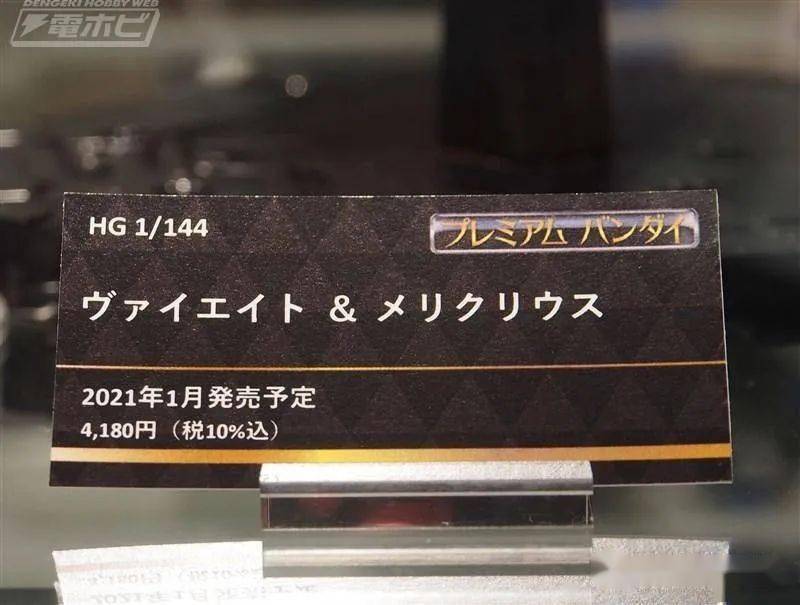 DENGEKI HOBBY WEB
電ホビ
HG 1/144
プレミアム バンダイ
ヴァイエイト & メリクリウス
2021年1月発売予定
4,180円（税10%込）